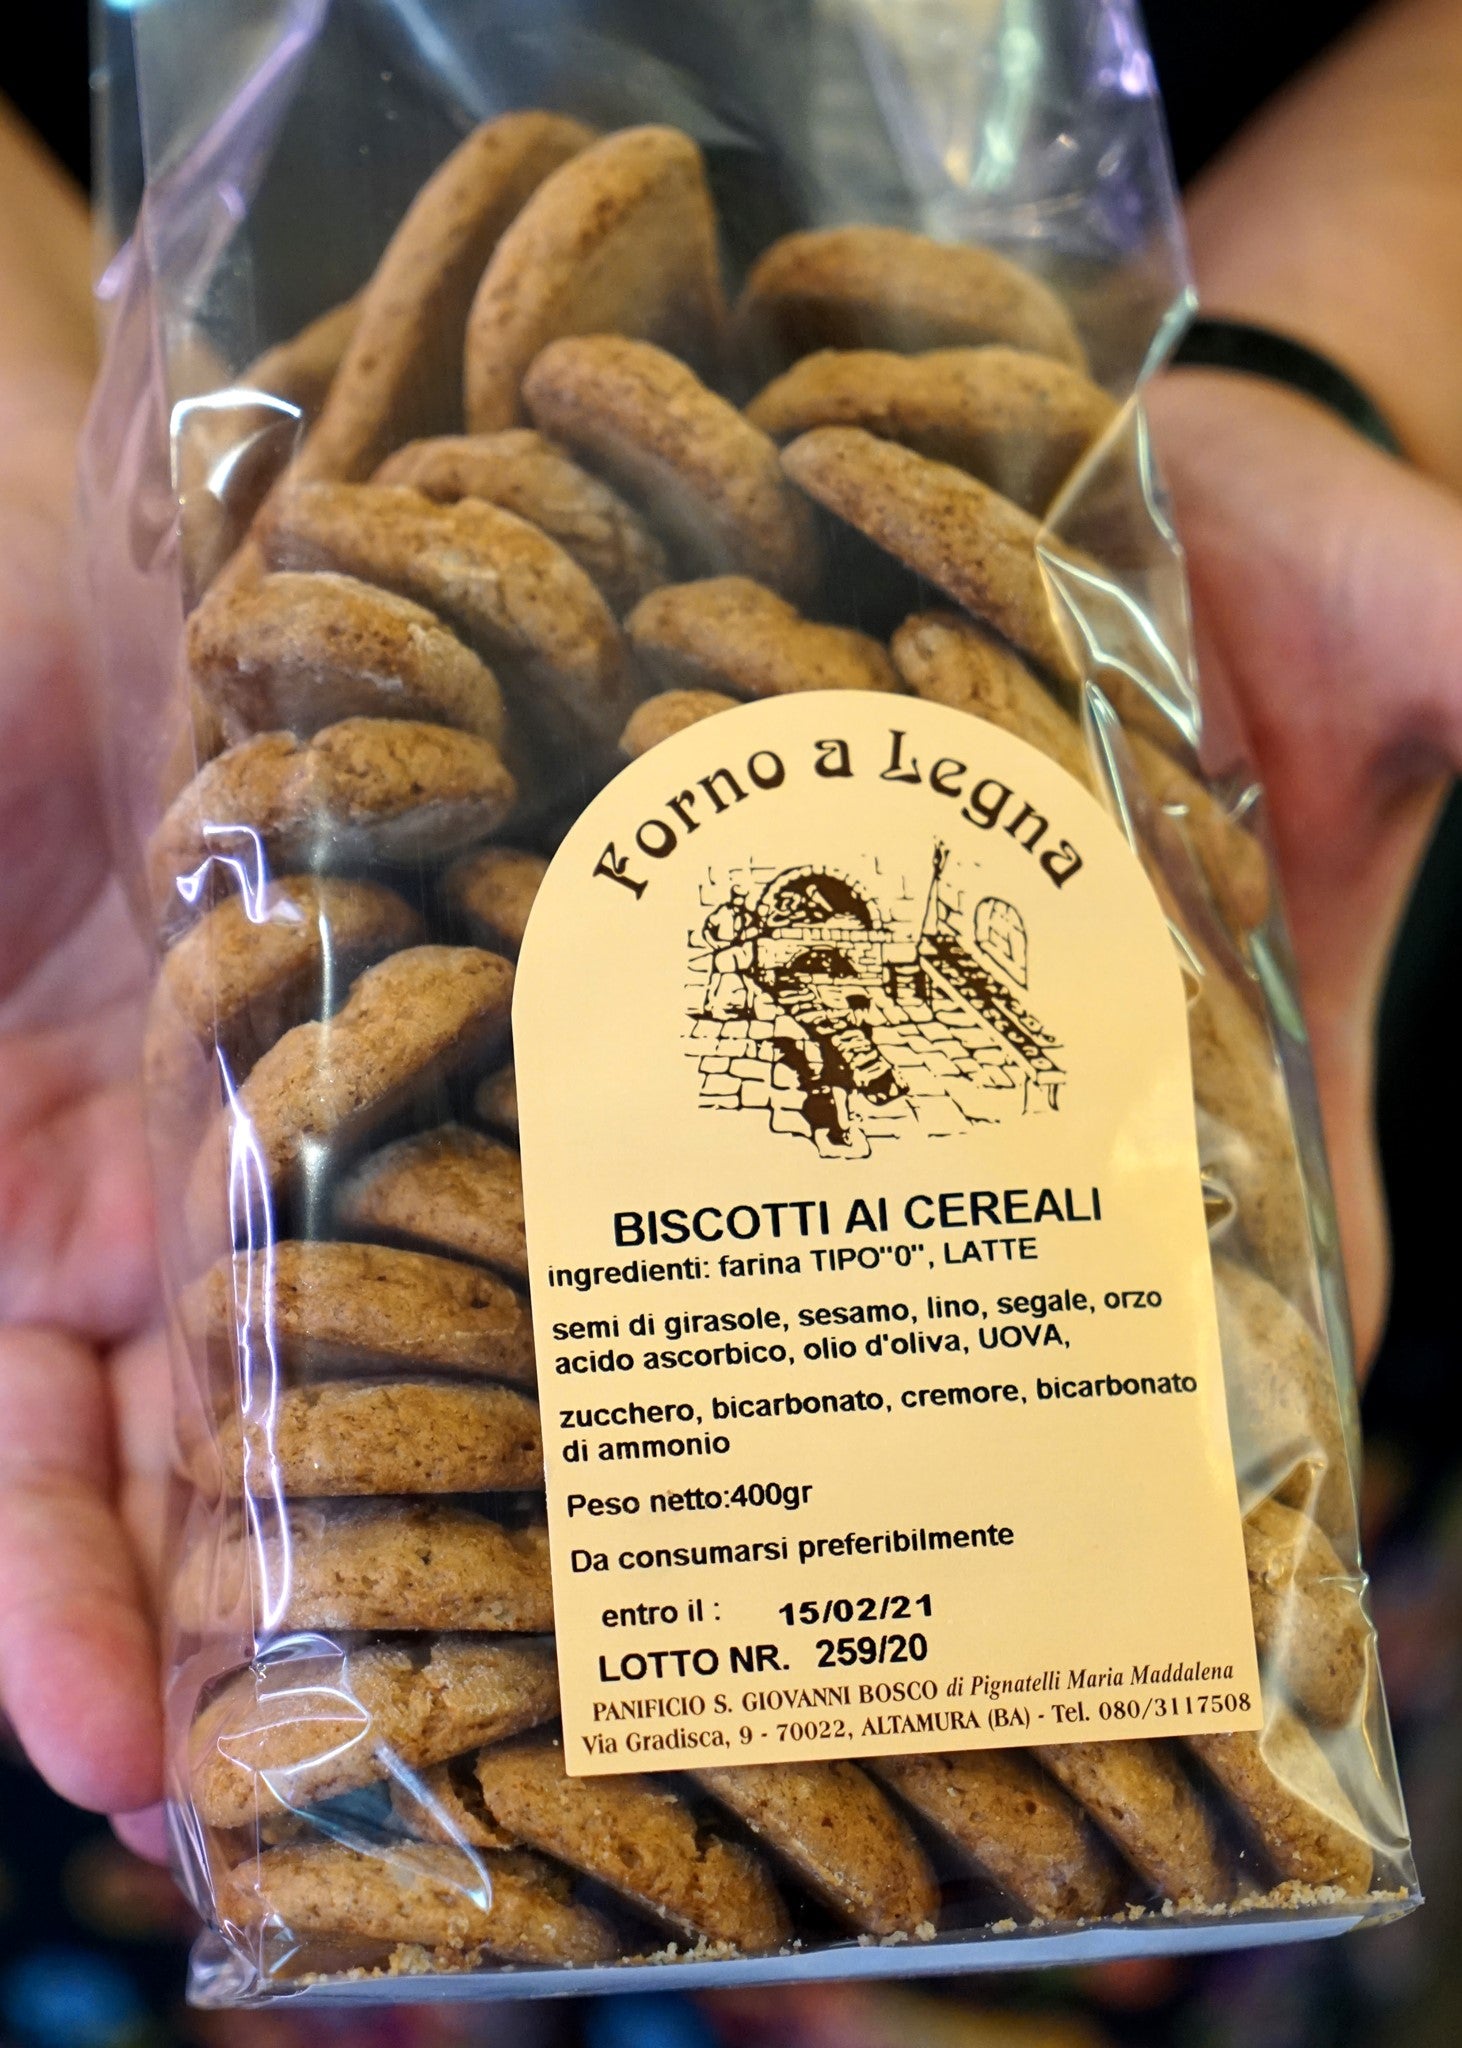 Forno a Legna
BISCOTTI AI CEREALI
ingredienti: farina TIPO"0", LATTE
semi di girasole, sesamo, lino, segale, orzo
acido ascorbico, olio d'oliva, UOVA,
zucchero, bicarbonato, cremore, bicarbonato
di ammonio
Peso netto:400gr
Da consumarsi preferibilmente
entro il : 15/02/21
LOTTO NR. 259/20
PANIFICIO S. GIOVANNI BOSCO di Pignatelli Maria Maddalena
Via Gradisca, 9 - 70022, ALTAMURA (BA) - Tel. 080/3117508